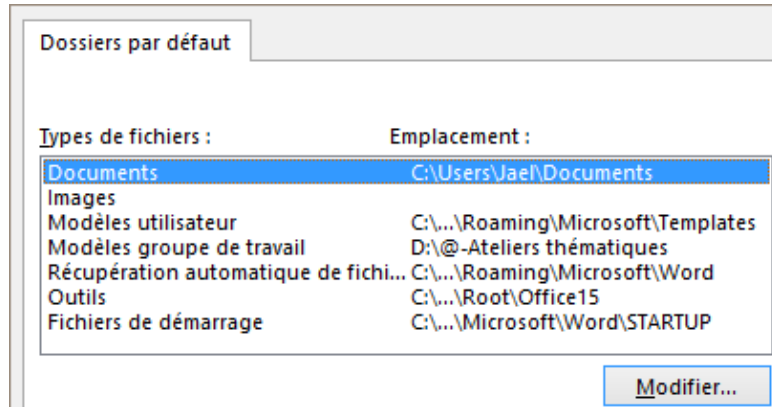 Dossiers par défaut
Types de fichiers : Emplacement :
Documents C:\Users\Jael\Documents
Images
Modèles utilisateur C:\...\Roaming\Microsoft\Templates
Modèles groupe de travail D:\@-Ateliers thématiques
Récupération automatique de fichi... C:\...\Roaming\Microsoft\Word
Outils C:\...\Root\Office15
Fichiers de démarrage C:\...\Microsoft\Word\STARTUP
Modifier...